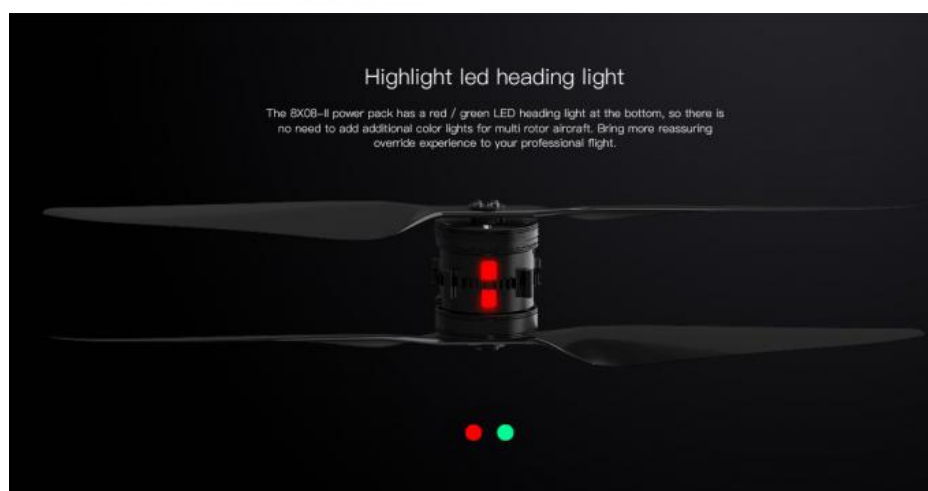 Highlight led heading light
The 8X08-II power pack has a red / green LED heading light at the bottom, so there is
no need to add additional color lights for multi rotor aircraft. Bring more reassuring
override experience to your professional flight.